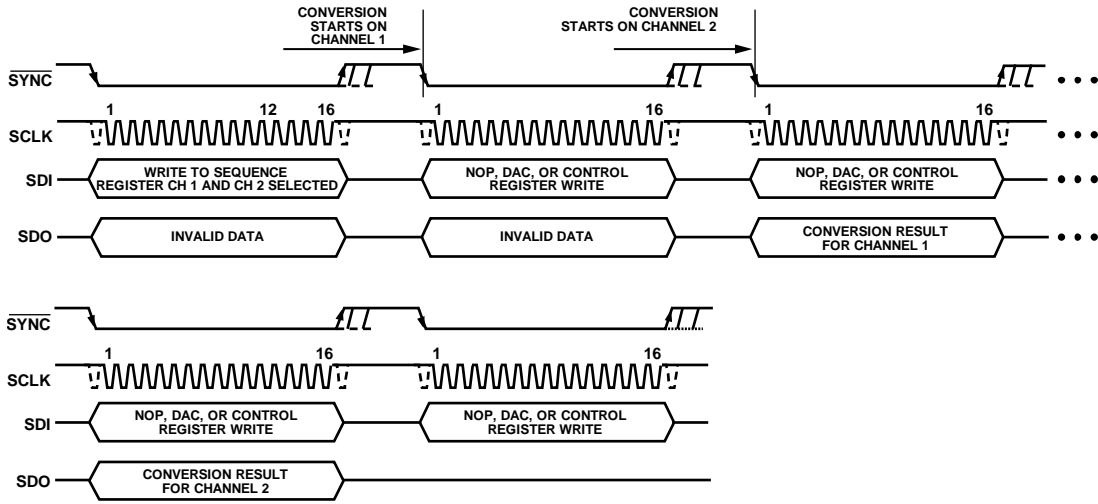 CONVERSION
STARTS ON
CHANNEL 1
CONVERSION
STARTS ON CHANNEL 2
SYNC
1 12 16 1 16 1 16
SCLK
SDI
WRITE TO SEQUENCE
REGISTER CH 1 AND CH 2 SELECTED
NOP, DAC, OR CONTROL
REGISTER WRITE
NOP, DAC, OR CONTROL
REGISTER WRITE
SDO
INVALID DATA
INVALID DATA
CONVERSION RESULT
FOR CHANNEL 1
SYNC
1 16 1 16
SCLK
SDI
NOP, DAC, OR CONTROL
REGISTER WRITE
NOP, DAC, OR CONTROL
REGISTER WRITE
SDO
CONVERSION RESULT
FOR CHANNEL 2